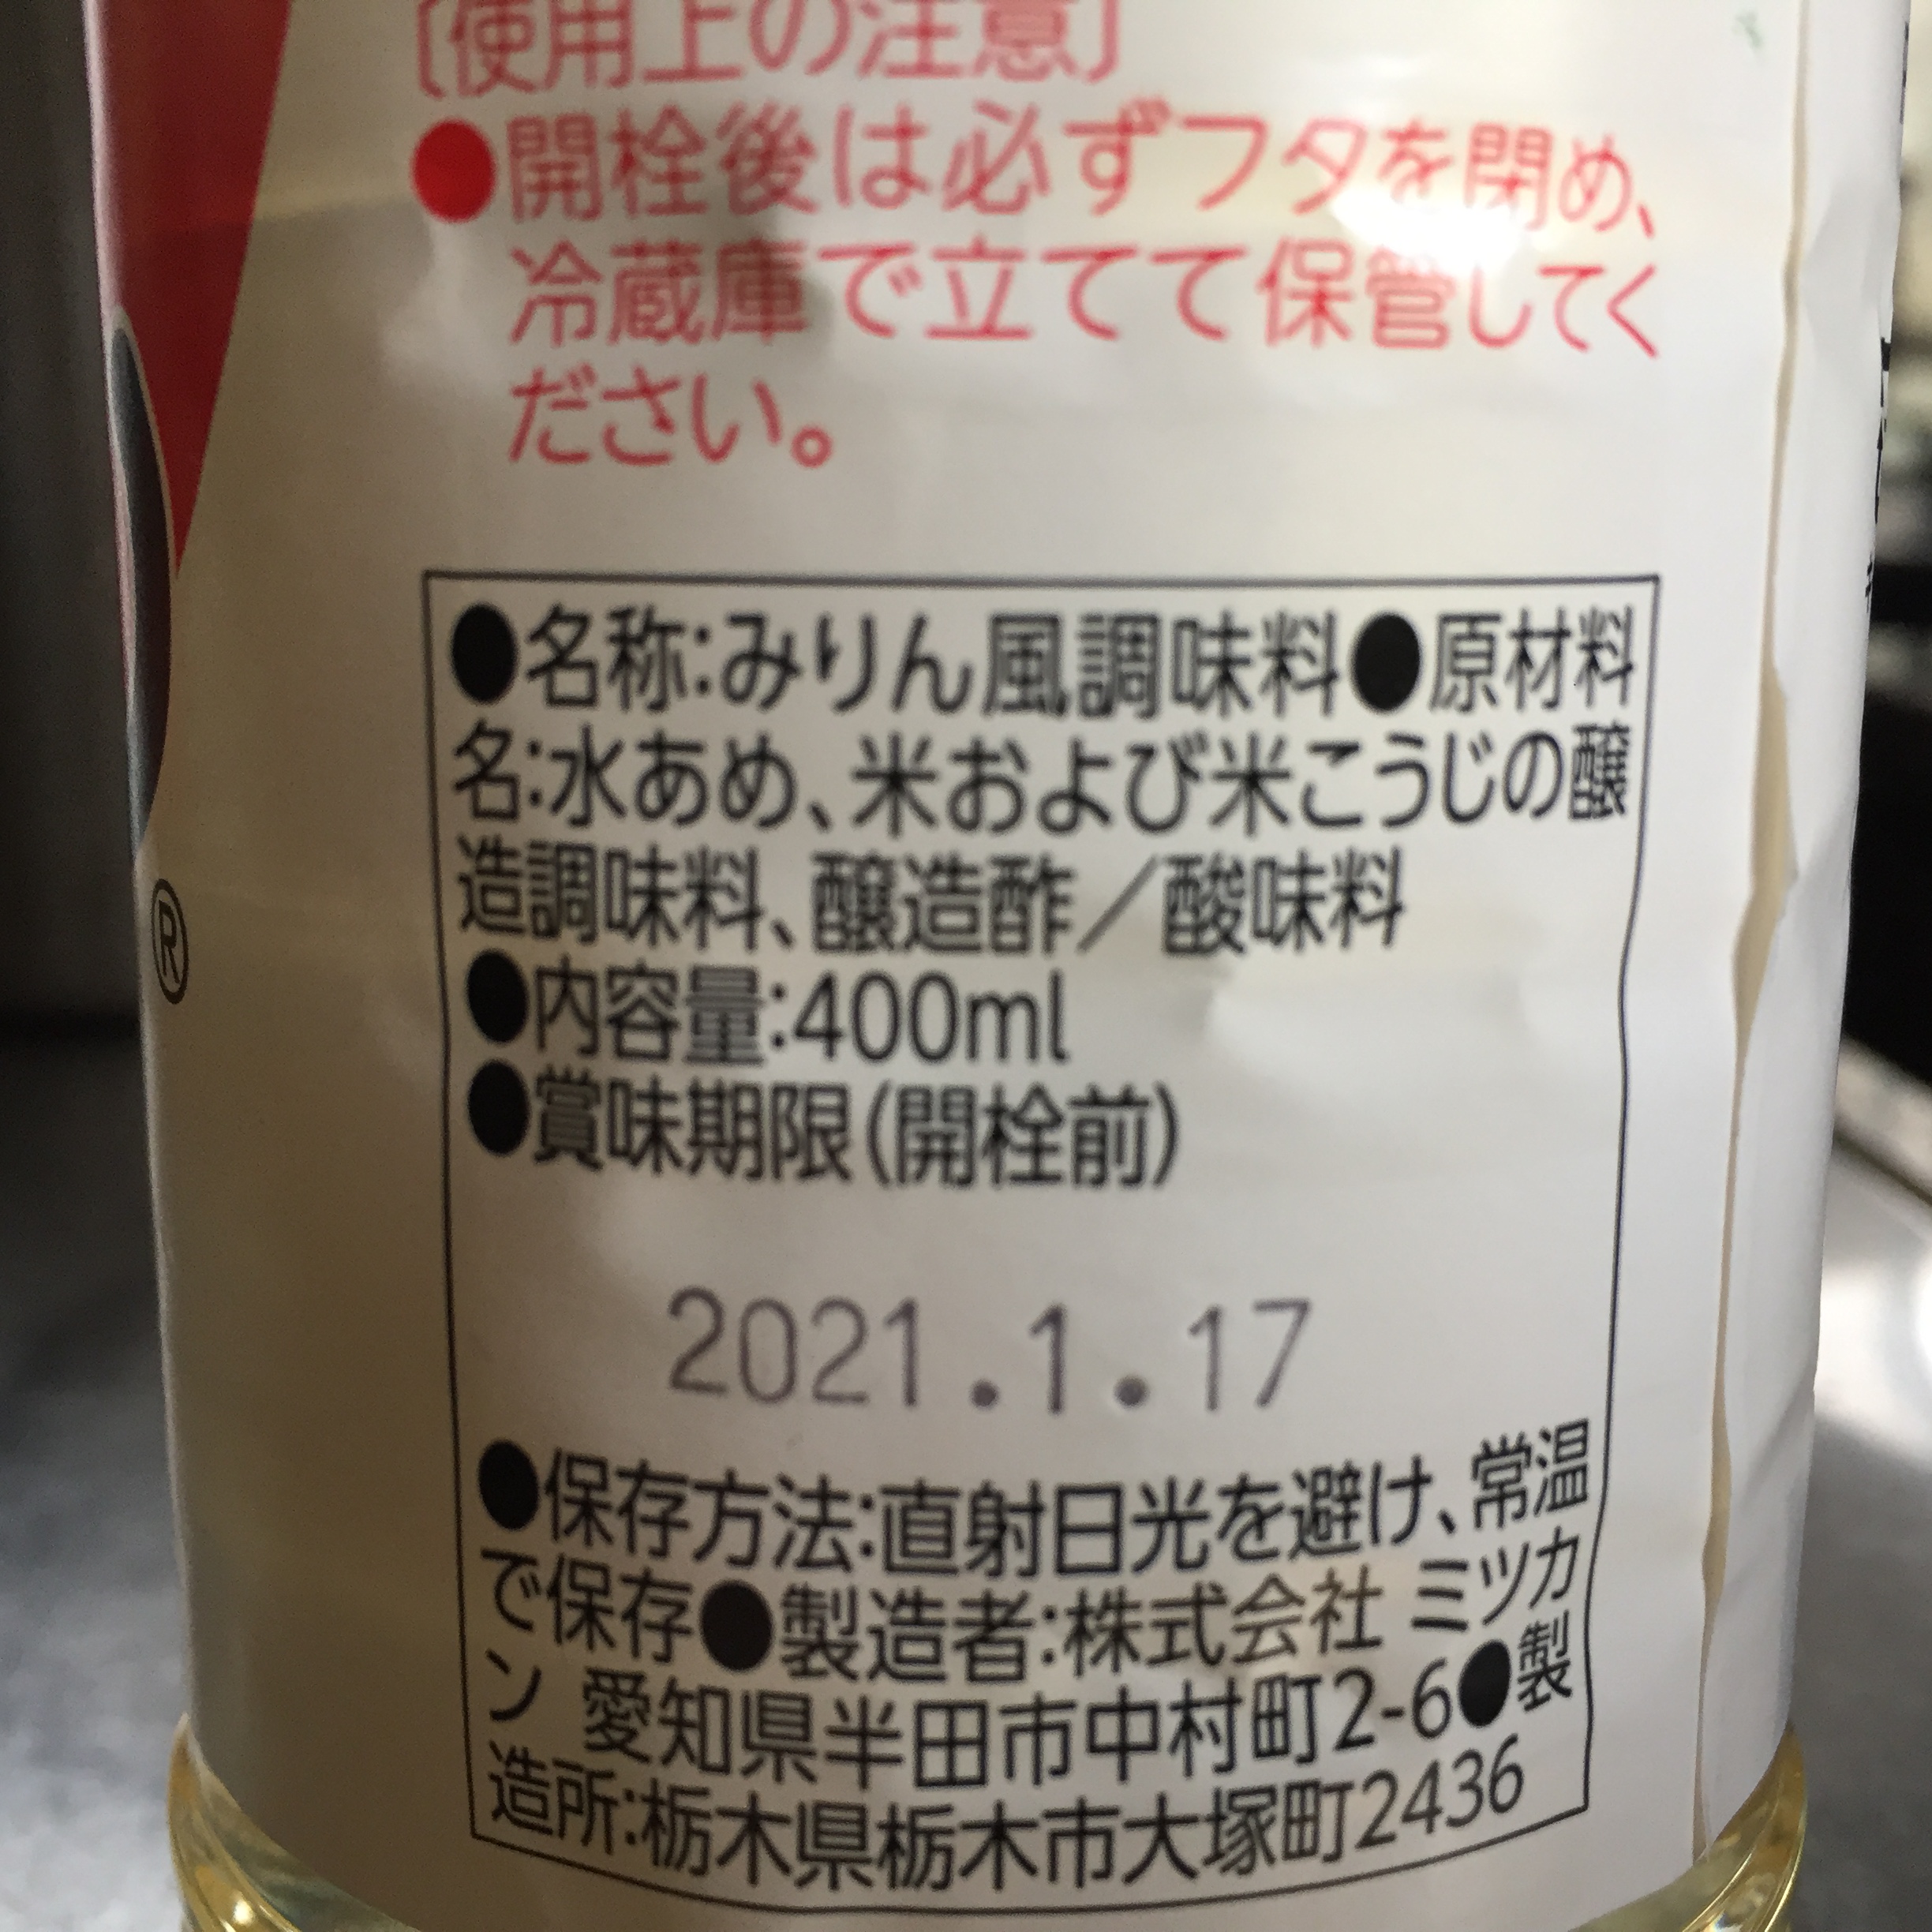 〔使用上の注意〕
●開栓後は必ずフタを閉め、
冷蔵庫で立てて保管してく
ださい。
®
●名称:みりん風調味料●原材料
名:水あめ、米および米こうじの醸
造調味料、醸造酢／酸味料
●内容量:400ml
●賞味期限(開栓前)
2021.1.17
●保存方法:直射日光を避け、常温
で保存●製造者:株式会社 ミツカ
ン 愛知県半田市中村町2-6●製
造所:栃木県栃木市大塚町2436